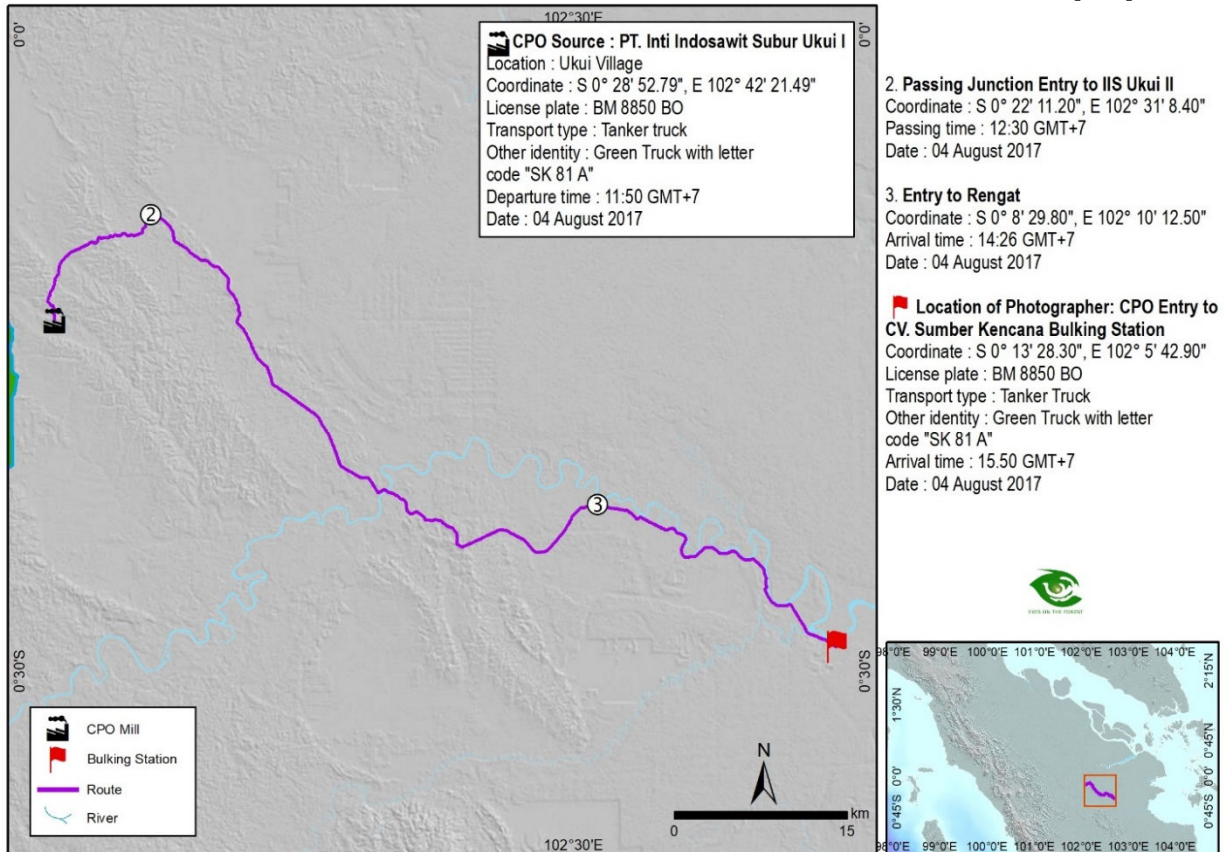 102°30'E
0°0'
0°0'
CPO Source : PT. Inti Indosawit Subur Ukui I
Location : Ukui Village
Coordinate : S 0° 28' 52.79", E 102° 42' 21.49"
License plate : BM 8850 BO
Transport type : Tanker truck
Other identity : Green Truck with letter
code "SK 81 A"
Departure time : 11:50 GMT+7
Date : 04 August 2017
2. Passing Junction Entry to IIS Ukui II
Coordinate : S 0° 22' 11.20", E 102° 31' 8.40"
Passing time : 12:30 GMT+7
Date : 04 August 2017
3. Entry to Rengat
Coordinate : S 0° 8' 29.80", E 102° 10' 12.50"
Arrival time : 14:26 GMT+7
Date : 04 August 2017
Location of Photographer: CPO Entry to
CV. Sumber Kencana Bulking Station
Coordinate : S 0° 13' 28.30", E 102° 5' 42.90"
License plate : BM 8850 BO
Transport type : Tanker Truck
Other identity : Green Truck with letter
code "SK 81 A"
Arrival time : 15.50 GMT+7
Date : 04 August 2017
2
3
0°30'S
0°30'S
CPO Mill
Bulking Station
Route
River
N
0 15
km
102°30'E
EYES ON THE FOREST
98°0'E 99°0'E 100°0'E 101°0'E 102°0'E 103°0'E 104°0'E
1°30'N
0°0'
0°45'S
2°15'N
0°45'N
0°0'
0°45'S
98°0'E 99°0'E 100°0'E 101°0'E 102°0'E 103°0'E 104°0'E